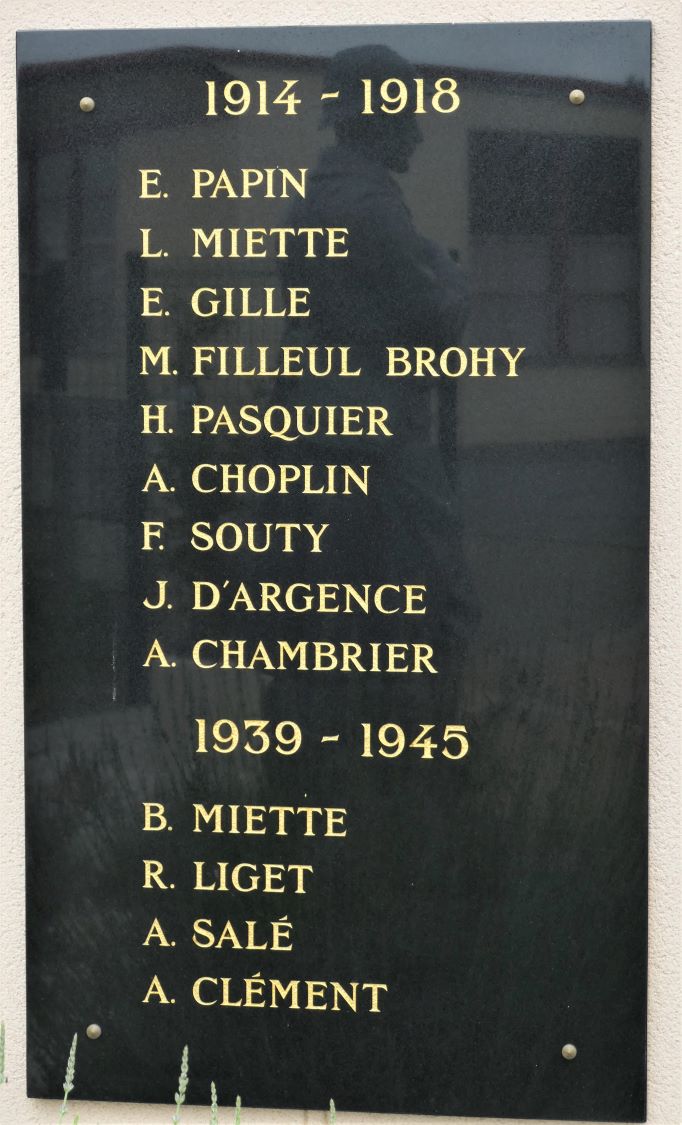 1914 - 1918
E. PAPIN
L. MIETTE
E. GILLE
M. FILLEUL BROHY
H. PASQUIER
A. CHOPLIN
F. SOUTY
J. D'ARGENCE
A. CHAMBRIER
1939 - 1945
B. MIETTE
R. LIGET
A. SALÉ
A. CLÉMENT